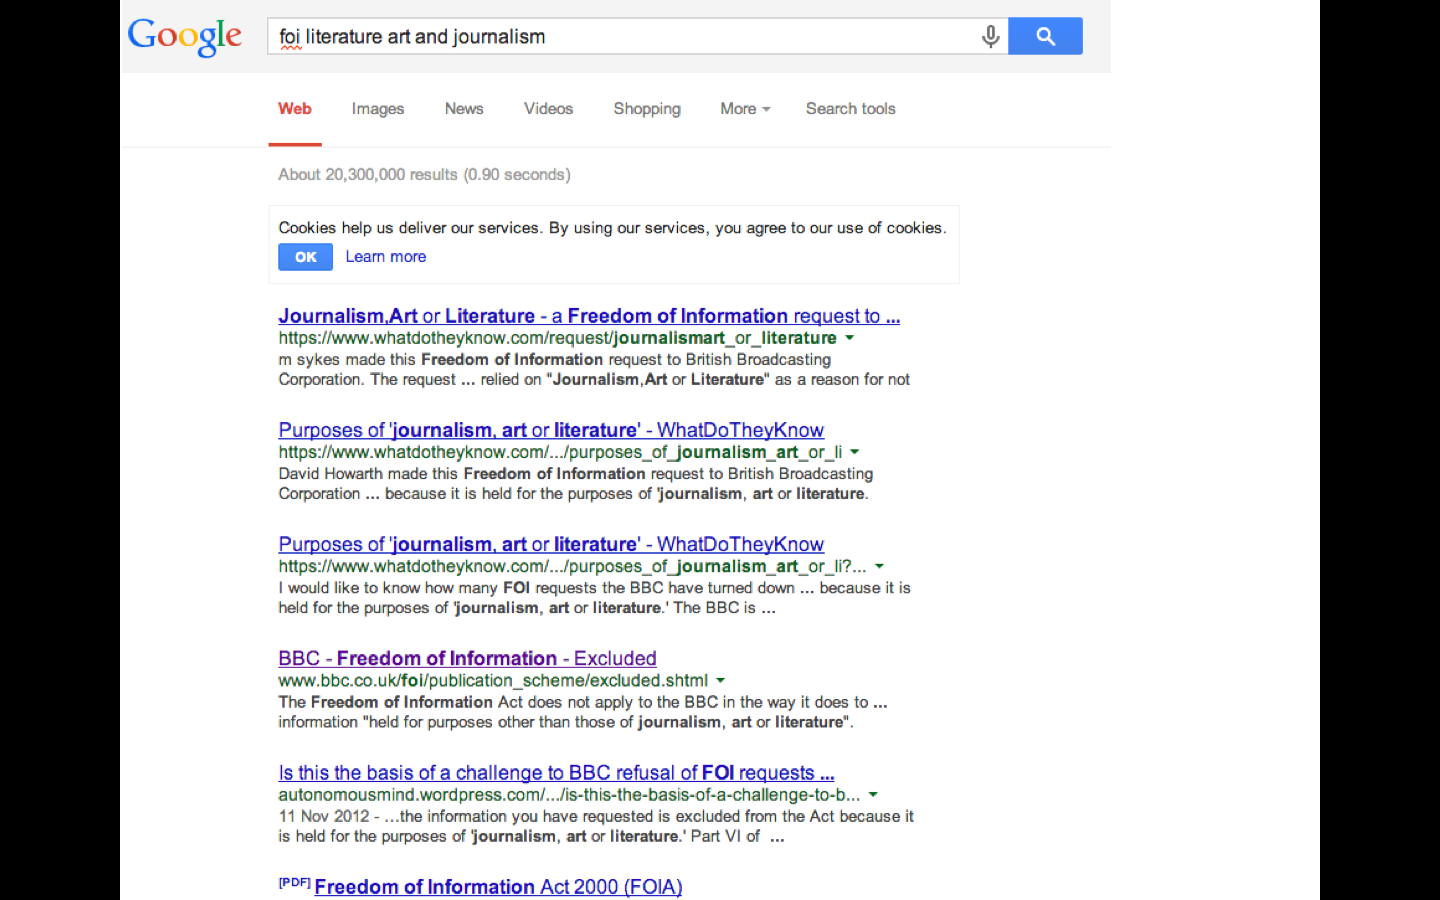 Google
foi literature art and journalism
Web Images News Videos Shopping More Search tools
About 20,300,000 results (0.90 seconds)
Cookies help us deliver our services. By using our services, you agree to our use of cookies.
OK Learn more
Journalism,Art or Literature - a Freedom of Information request to ...
https://www.whatdotheyknow.com/request/journalismart_or_literature
m sykes made this Freedom of Information request to British Broadcasting
Corporation. The request ... relied on "Journalism,Art or Literature" as a reason for not
Purposes of 'journalism, art or literature' - WhatDoTheyKnow
https://www.whatdotheyknow.com/.../purposes_of_journalism_art_or_li
David Howarth made this Freedom of Information request to British Broadcasting
Corporation ... because it is held for the purposes of 'journalism, art or literature.
Purposes of 'journalism, art or literature' - WhatDoTheyKnow
https://www.whatdotheyknow.com/.../purposes_of_journalism_art_or_li?...
I would like to know how many FOI requests the BBC have turned down ... because it is
held for the purposes of 'journalism, art or literature.' The BBC is ...
BBC - Freedom of Information - Excluded
www.bbc.co.uk/foi/publication_scheme/excluded.shtml
The Freedom of Information Act does not apply to the BBC in the way it does to ...
information "held for purposes other than those of journalism, art or literature".
Is this the basis of a challenge to BBC refusal of FOI requests ...
autonomousmind.wordpress.com/.../is-this-the-basis-of-a-challenge-to-b...
11 Nov 2012 - ...the information you have requested is excluded from the Act because it
is held for the purposes of 'journalism, art or literature.' Part VI of ...
[PDF] Freedom of Information Act 2000 (FOIA)